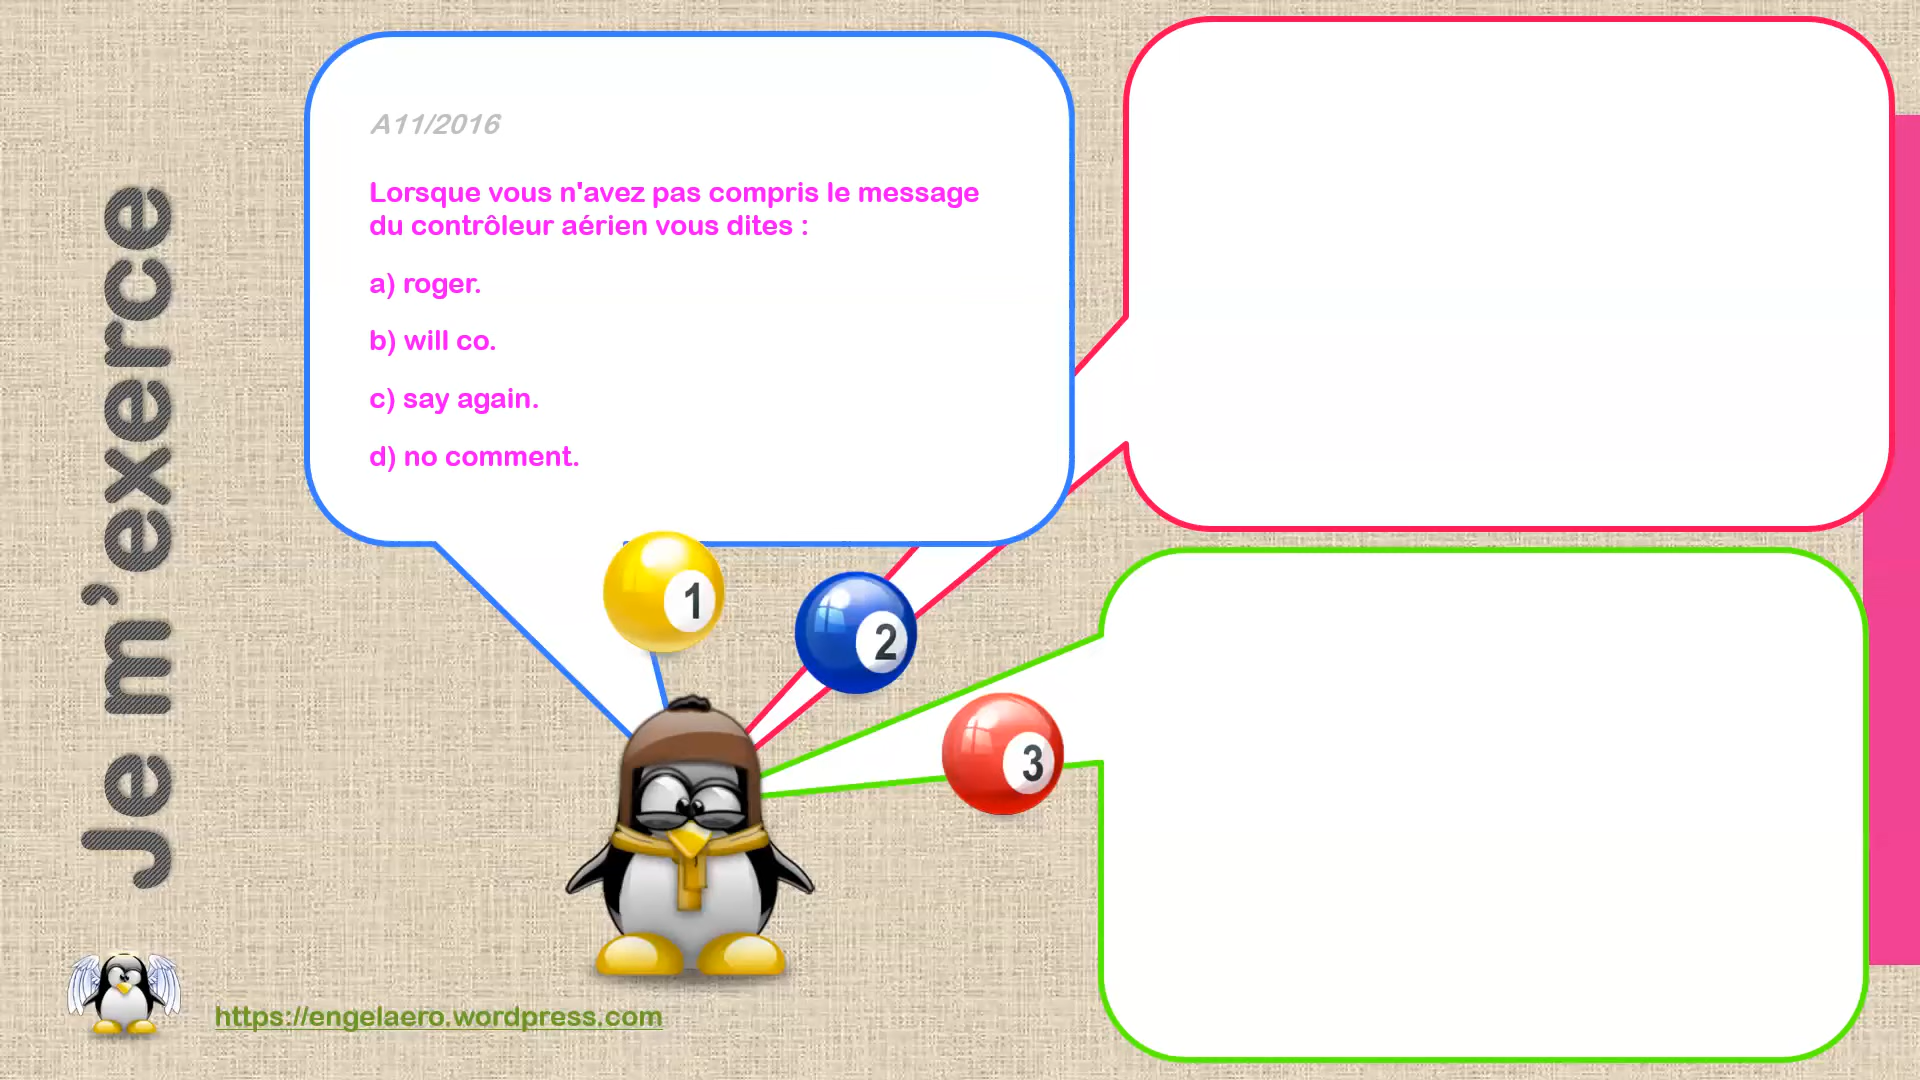 Je m'exerce
A11/2016
Lorsque vous n'avez pas compris le message
du contrôleur aérien vous dites :
a) roger.
b) will co.
c) say again.
d) no comment.
1
2
3
https://engelaero.wordpress.com